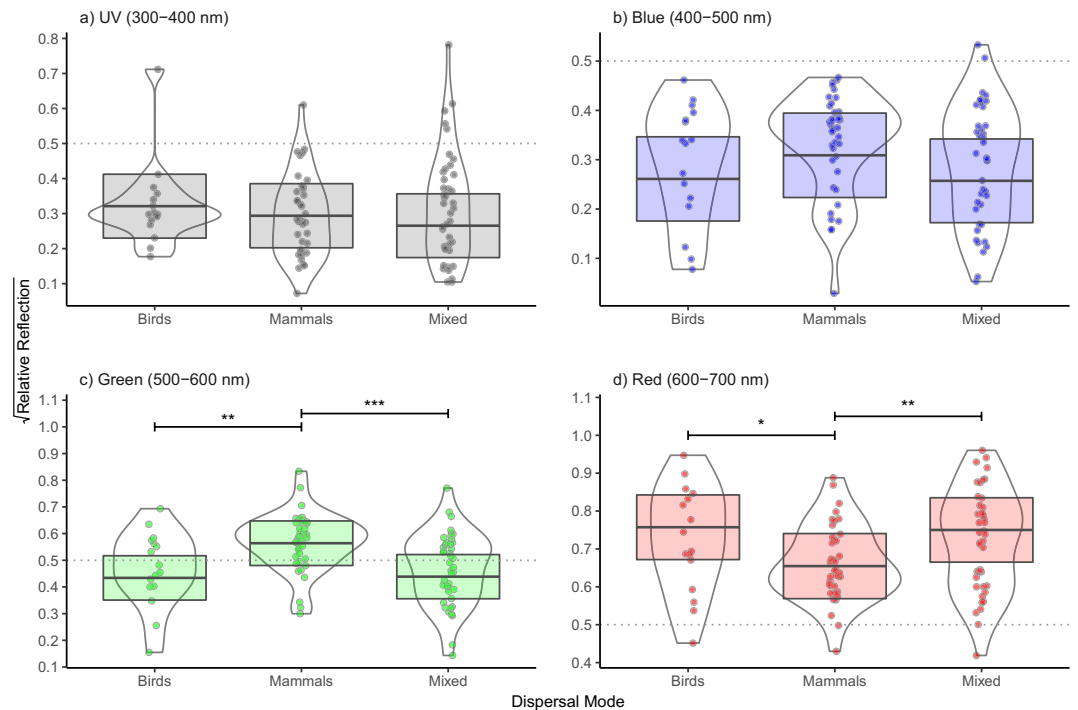 a) UV (300−400 nm)
0.8
0.7
0.6
0.5
0.4
0.3
0.2
0.1
Birds
Mammals
Mixed
b) Blue (400−500 nm)
0.5
0.4
0.3
0.2
0.1
Birds
Mammals
Mixed
√Relative Reflection
c) Green (500−600 nm)
1.1
1.0
0.9
0.8
0.7
0.6
0.5
0.4
0.3
0.2
0.1
**
***
Birds
Mammals
Mixed
d) Red (600−700 nm)
1.1
1.0
0.9
0.8
0.7
0.6
0.5
0.4
*
**
Birds
Mammals
Mixed
Dispersal Mode